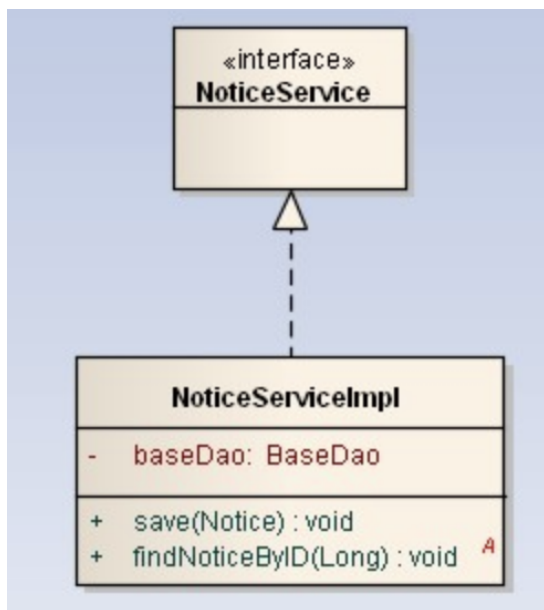 «interface»
NoticeService
NoticeServiceImpl
- baseDao: BaseDao
+ save(Notice) : void
+ findNoticeByID(Long) : void
A